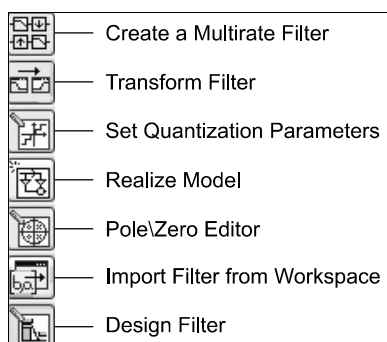 Create a Multirate Filter
Transform Filter
Set Quantization Parameters
Realize Model
Pole\Zero Editor
[b,a]
Import Filter from Workspace
Design Filter